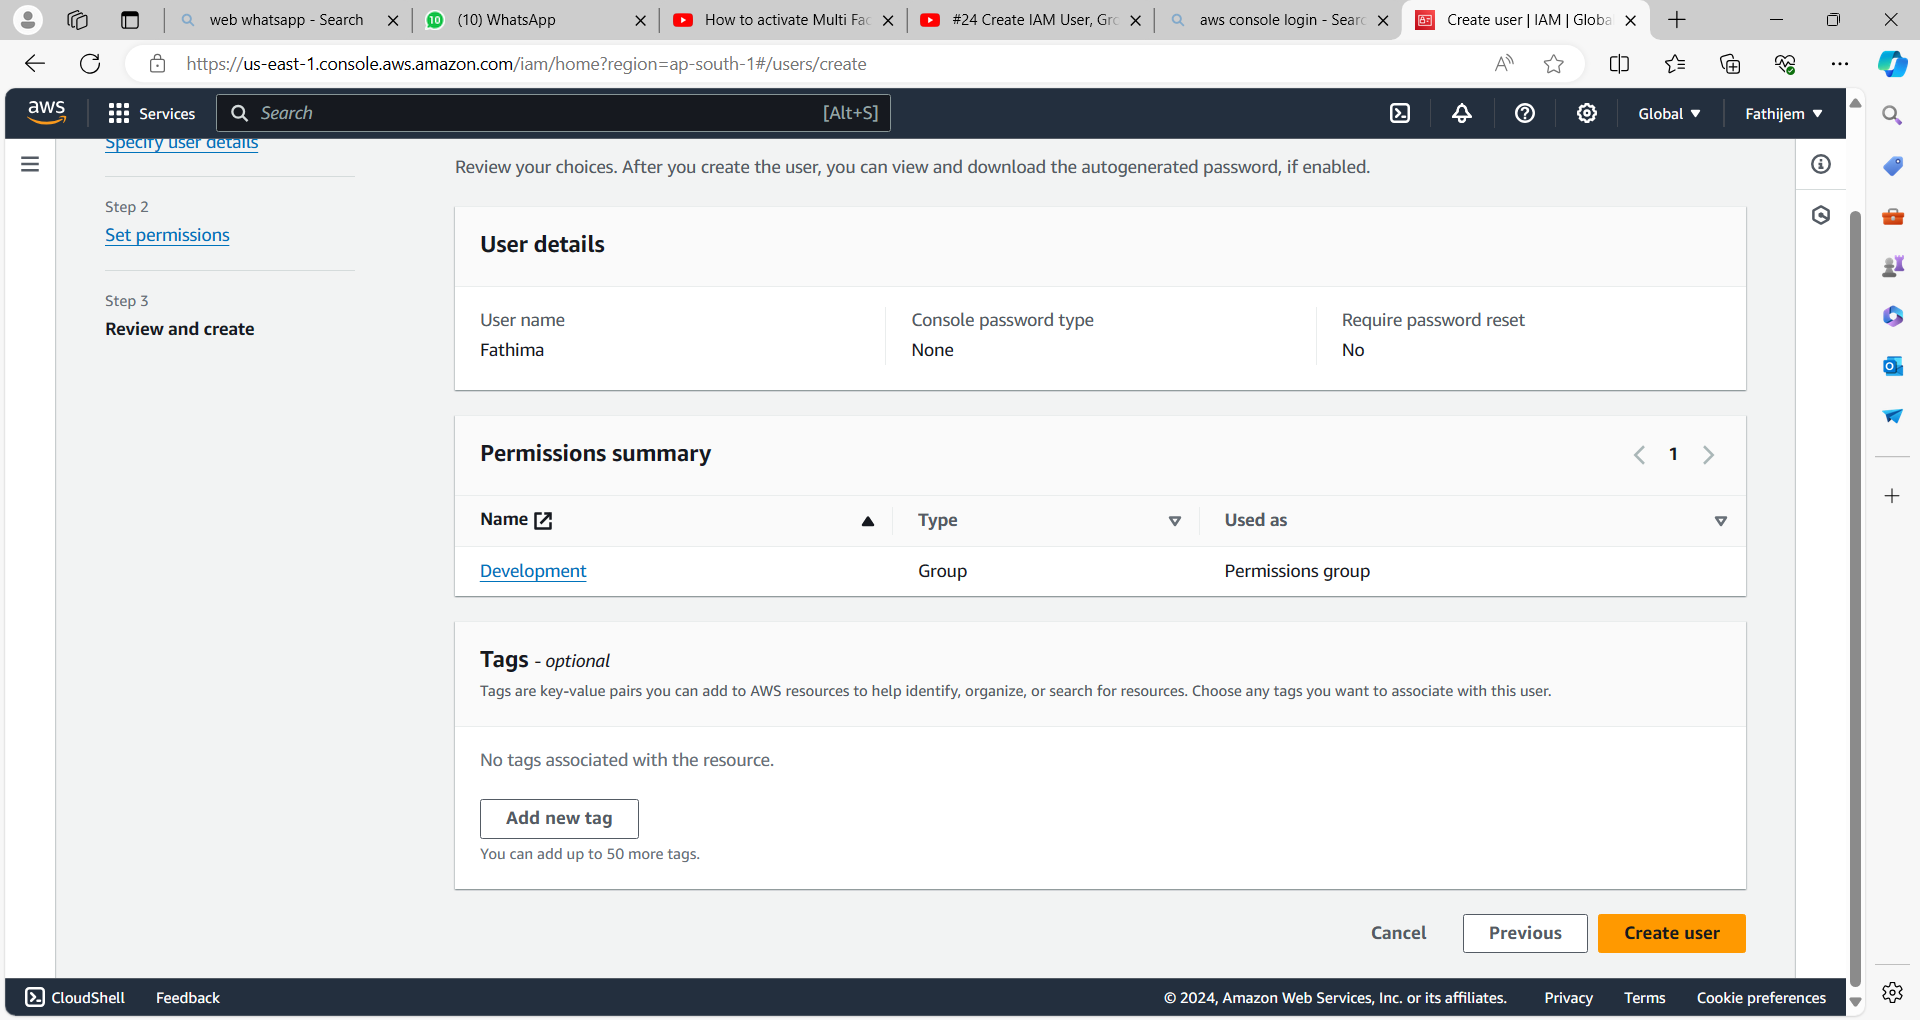 web whatsapp - Search
(10) WhatsApp
How to activate Multi Fac
#24 Create IAM User, Gro
aws console login - Searc
Create user | IAM | Globa
https://us-east-1.console.aws.amazon.com/iam/home?region=ap-south-1#/users/create
aws
Services
Search
[Alt+S]
Global
Fathijem
Specify user details
Step 2
Set permissions
Step 3
Review and create
Review your choices. After you create the user, you can view and download the autogenerated password, if enabled.
User details
User name
Fathima
Console password type
None
Require password reset
No
Permissions summary
1
Name
Type
Used as
Development
Group
Permissions group
Tags - optional
Tags are key-value pairs you can add to AWS resources to help identify, organize, or search for resources. Choose any tags you want to associate with this user.
No tags associated with the resource.
Add new tag
You can add up to 50 more tags.
Cancel
Previous
Create user
CloudShell
Feedback
© 2024, Amazon Web Services, Inc. or its affiliates.
Privacy
Terms
Cookie preferences